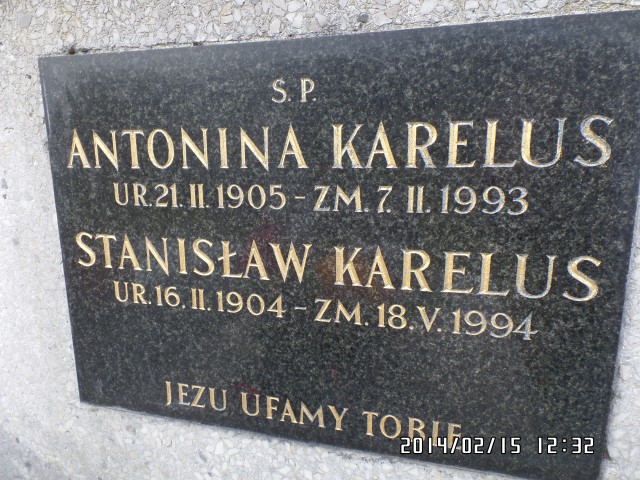 S.P.
ANTONINA KARELUS
UR. 21. II. 1905 - ZM. 7. II. 1993
STANISŁAW KARELUS
UR. 16. II. 1904 - ZM. 18. V. 1994
JEZU UFAMY TOBIE
2014/02/15 12:32